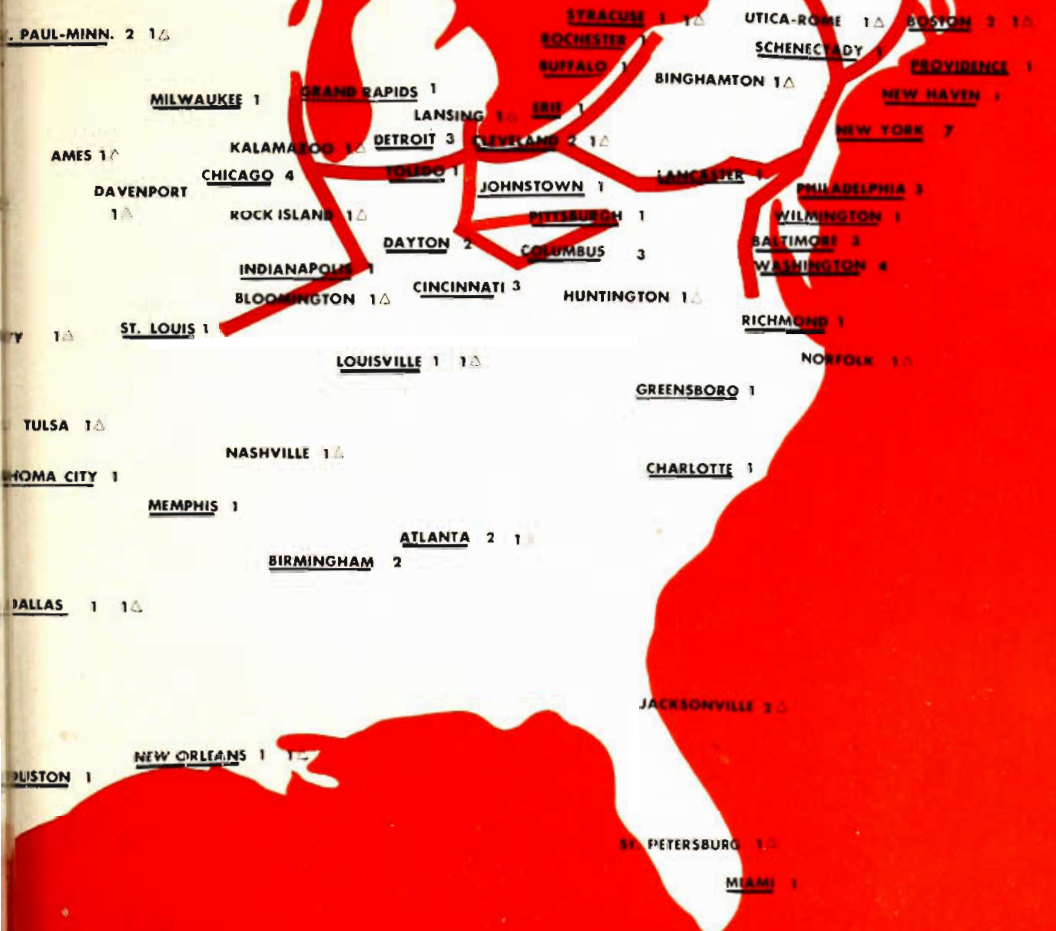 SYRACUSE 1 1△
UTICA-ROME 1△
BOSTON 2 1△
. PAUL-MINN. 2 1△
ROCHESTER 1
SCHENECTADY 1
BUFFALO 1
PROVIDENCE 1
BINGHAMTON 1△
GRAND RAPIDS 1
MILWAUKEE 1
NEW HAVEN 1
LANSING 1△
ERIE 1
NEW YORK 7
DETROIT 3
CLEVELAND 2 1△
KALAMAZOO 1△
AMES 1△
CHICAGO 4
TOLEDO 1
LANCASTER 1
DAVENPORT
1△
JOHNSTOWN 1
PHILADELPHIA 3
ROCK ISLAND 1△
PITTSBURGH 1
WILMINGTON 1
DAYTON 2
COLUMBUS 3
BALTIMORE 3
INDIANAPOLIS 1
WASHINGTON 4
CINCINNATI 3
BLOOMINGTON 1△
HUNTINGTON 1△
ST. LOUIS 1
RICHMOND 1
Y 1△
LOUISVILLE 1 1△
NORFOLK 1△
GREENSBORO 1
TULSA 1△
NASHVILLE 1△
HOMA CITY 1
CHARLOTTE 1
MEMPHIS 1
ATLANTA 2 1
BIRMINGHAM 2
DALLAS 1 1△
JACKSONVILLE 2△
NEW ORLEANS 1 1△
OUSTON 1
ST. PETERSBURG 1△
MIAMI 1